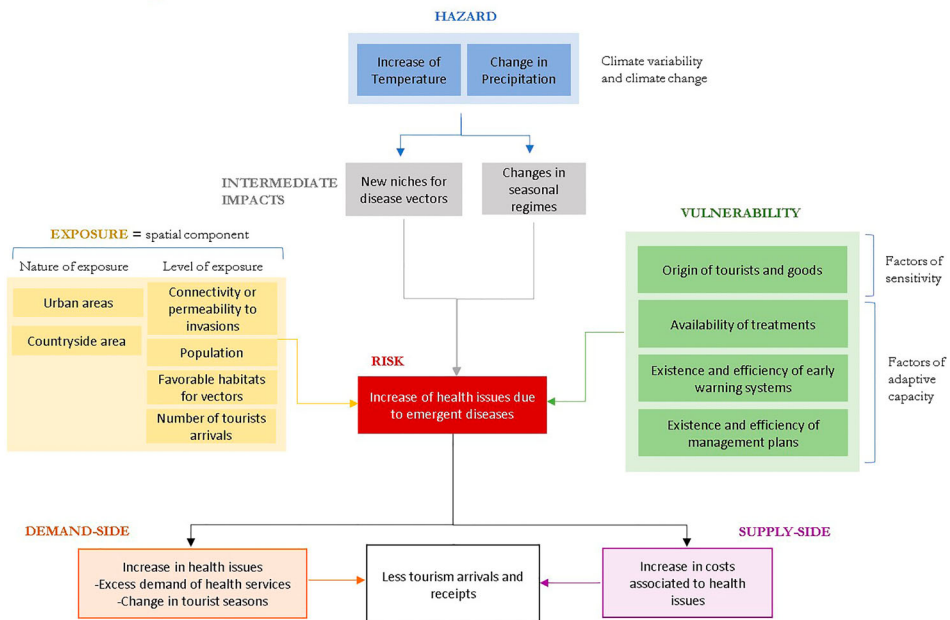 HAZARD
Increase of
Temperature
Change in
Precipitation
Climate variability
and climate change
INTERMEDIATE
IMPACTS
New niches for
disease vectors
Changes in
seasonal
regimes
EXPOSURE = spatial component
Nature of exposure
Level of exposure
Urban areas
Countryside area
Connectivity or
permeability to
invasions
Population
Favorable habitats
for vectors
Number of tourists
arrivals
VULNERABILITY
Origin of tourists and goods
Availability of treatments
Existence and efficiency of early
warning systems
Existence and efficiency of
management plans
Factors of
sensitivity
Factors of
adaptive
capacity
RISK
Increase of health issues due
to emergent diseases
DEMAND-SIDE
Increase in health issues
-Excess demand of health services
-Change in tourist seasons
Less tourism arrivals and
receipts
SUPPLY-SIDE
Increase in costs
associated to health
issues